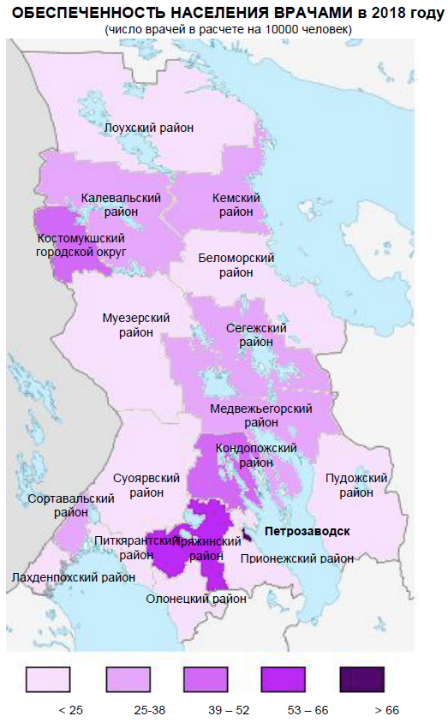 ОБЕСПЕЧЕННОСТЬ НАСЕЛЕНИЯ ВРАЧАМИ в 2018 году
(число врачей в расчете на 10000 человек)
Лоухский район
Калевальский
район
Кемский
район
Костомукшский
городской округ
Беломорский
район
Муезерский
район
Сегежский
район
Медвежьегорский
район
Кондопожский
район
Суоярвский
район
Пудожский
район
Сортавальский
район
Петрозаводск
Питкярантский
район
Пряжинский
район
Прионежский район
Лахденпохский район
Олонецкий район
< 25
25-38
39 – 52
53 – 66
> 66